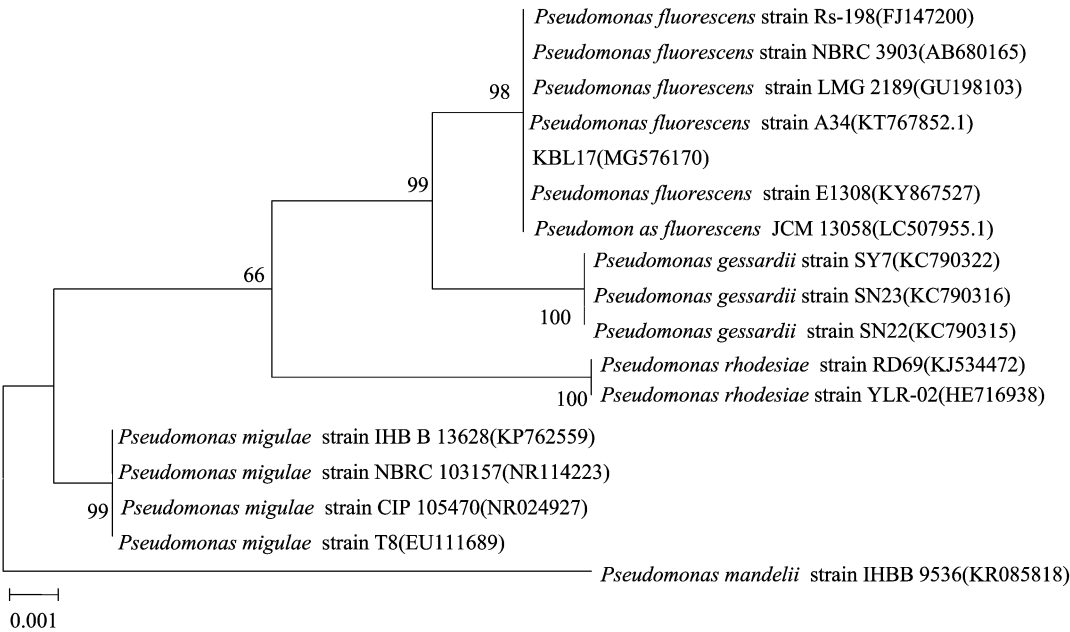 Pseudomonas fluorescens strain Rs-198(FJ147200)
Pseudomonas fluorescens strain NBRC 3903(AB680165)
98
Pseudomonas fluorescens strain LMG 2189(GU198103)
Pseudomonas fluorescens strain A34(KT767852.1)
KBL17(MG576170)
99
Pseudomonas fluorescens strain E1308(KY867527)
Pseudomon as fluorescens JCM 13058(LC507955.1)
Pseudomonas gessardii strain SY7(KC790322)
66
Pseudomonas gessardii strain SN23(KC790316)
100
Pseudomonas gessardii strain SN22(KC790315)
Pseudomonas rhodesiae strain RD69(KJ534472)
100
Pseudomonas rhodesiae strain YLR-02(HE716938)
Pseudomonas migulae strain IHB B 13628(KP762559)
Pseudomonas migulae strain NBRC 103157(NR114223)
99
Pseudomonas migulae strain CIP 105470(NR024927)
Pseudomonas migulae strain T8(EU111689)
Pseudomonas mandelii strain IHBB 9536(KR085818)
0.001